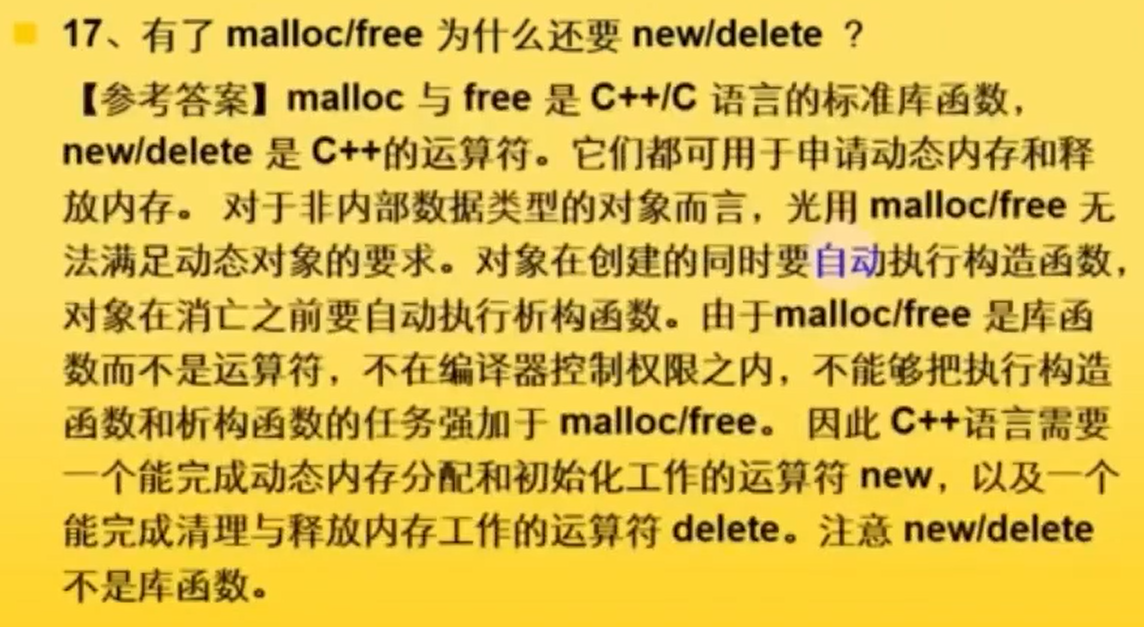 17、有了 malloc/free 为什么还要 new/delete ？
【参考答案】malloc 与 free 是 C++/C 语言的标准库函数，
new/delete 是 C++的运算符。它们都可用于申请动态内存和释
放内存。 对于非内部数据类型的对象而言，光用 malloc/free 无
法满足动态对象的要求。对象在创建的同时要自动执行构造函数，
对象在消亡之前要自动执行析构函数。由于malloc/free 是库函
数而不是运算符，不在编译器控制权限之内，不能够把执行构造
函数和析构函数的任务强加于 malloc/free。 因此 C++语言需要
一个能完成动态内存分配和初始化工作的运算符 new，以及一个
能完成清理与释放内存工作的运算符 delete。注意 new/delete
不是库函数。